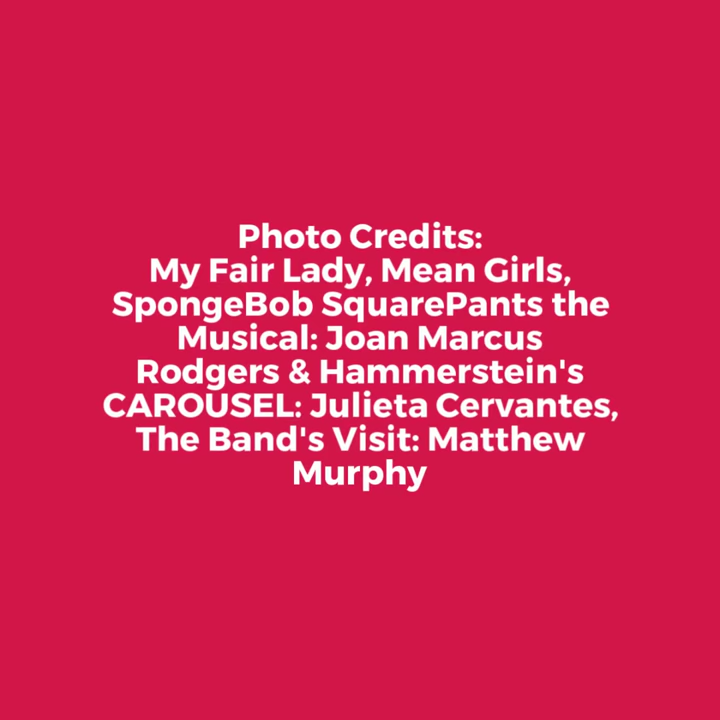 Photo Credits:
My Fair Lady, Mean Girls,
SpongeBob SquarePants the
Musical: Joan Marcus
Rodgers & Hammerstein's
CAROUSEL: Julieta Cervantes,
The Band's Visit: Matthew
Murphy